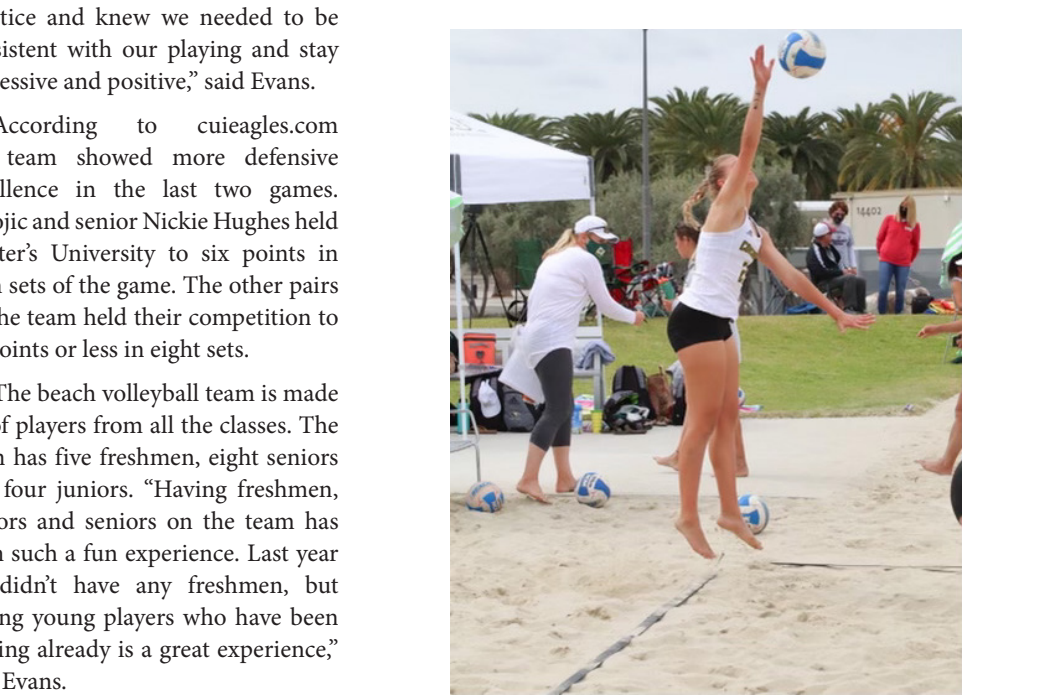 tice and knew we needed to be
sistent with our playing and stay
essive and positive,” said Evans.
According to cuieagles.com
team showed more defensive
llence in the last two games.
ojic and senior Nickie Hughes held
ter’s University to six points in
sets of the game. The other pairs
he team held their competition to
oints or less in eight sets.
The beach volleyball team is made
of players from all the classes. The
has five freshmen, eight seniors
four juniors. “Having freshmen,
ors and seniors on the team has
such a fun experience. Last year
didn’t have any freshmen, but
ng young players who have been
ing already is a great experience,”
Evans.
14402